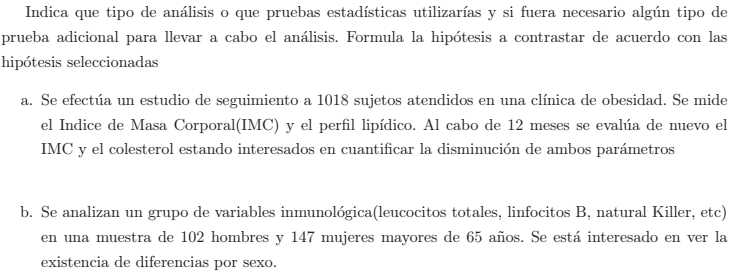 Indica que tipo de análisis o que pruebas estadísticas utilizarías y si fuera necesario algún tipo de
prueba adicional para llevar a cabo el análisis. Formula la hipótesis a contrastar de acuerdo con las
hipótesis seleccionadas
a. Se efectúa un estudio de seguimiento a 1018 sujetos atendidos en una clínica de obesidad. Se mide
el Indice de Masa Corporal(IMC) y el perfil lipídico. Al cabo de 12 meses se evalúa de nuevo el
IMC y el colesterol estando interesados en cuantificar la disminución de ambos parámetros
b. Se analizan un grupo de variables inmunológica(leucocitos totales, linfocitos B, natural Killer, etc)
en una muestra de 102 hombres y 147 mujeres mayores de 65 años. Se está interesado en ver la
existencia de diferencias por sexo.